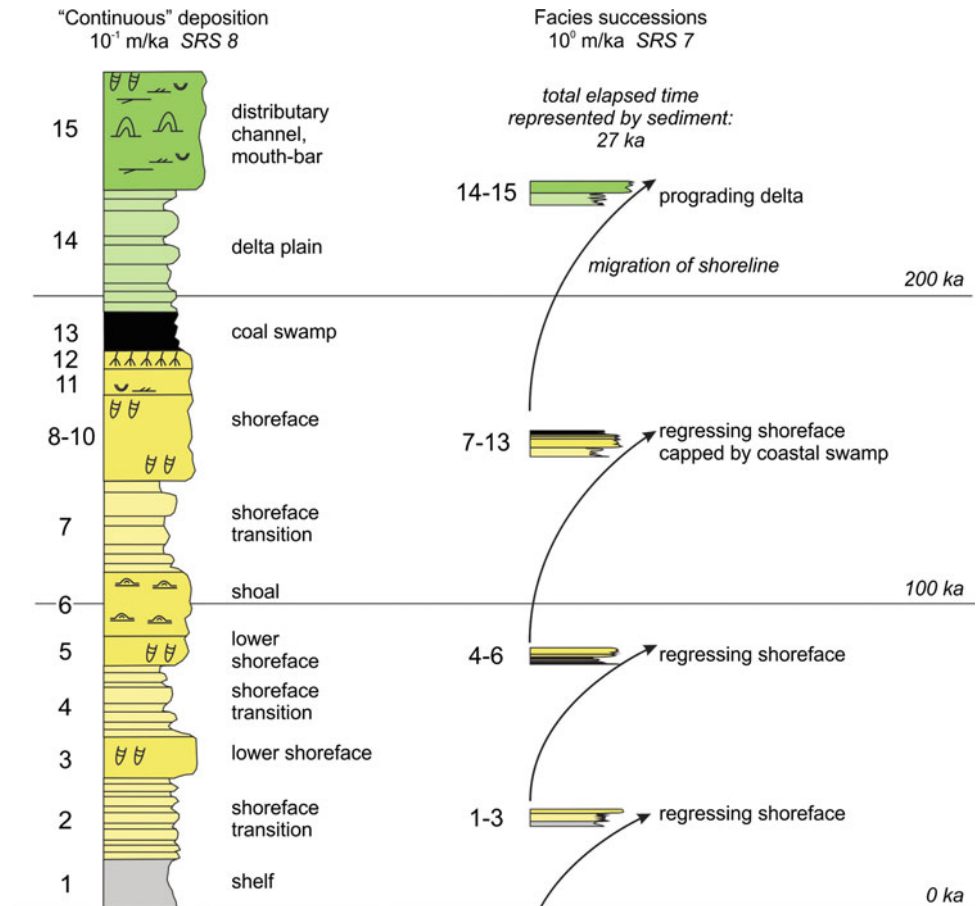 “Continuous” deposition
10⁻¹ m/ka SRS 8
Facies successions
10⁰ m/ka SRS 7
total elapsed time
represented by sediment:
27 ka
15
distributary
channel,
mouth-bar
14-15
prograding delta
14
delta plain
migration of shoreline
200 ka
13
coal swamp
12
11
8-10
shoreface
7-13
regressing shoreface
capped by coastal swamp
7
shoreface
transition
6
shoal
100 ka
5
lower
shoreface
4-6
regressing shoreface
4
shoreface
transition
3
lower shoreface
2
shoreface
transition
1-3
regressing shoreface
1
shelf
0 ka